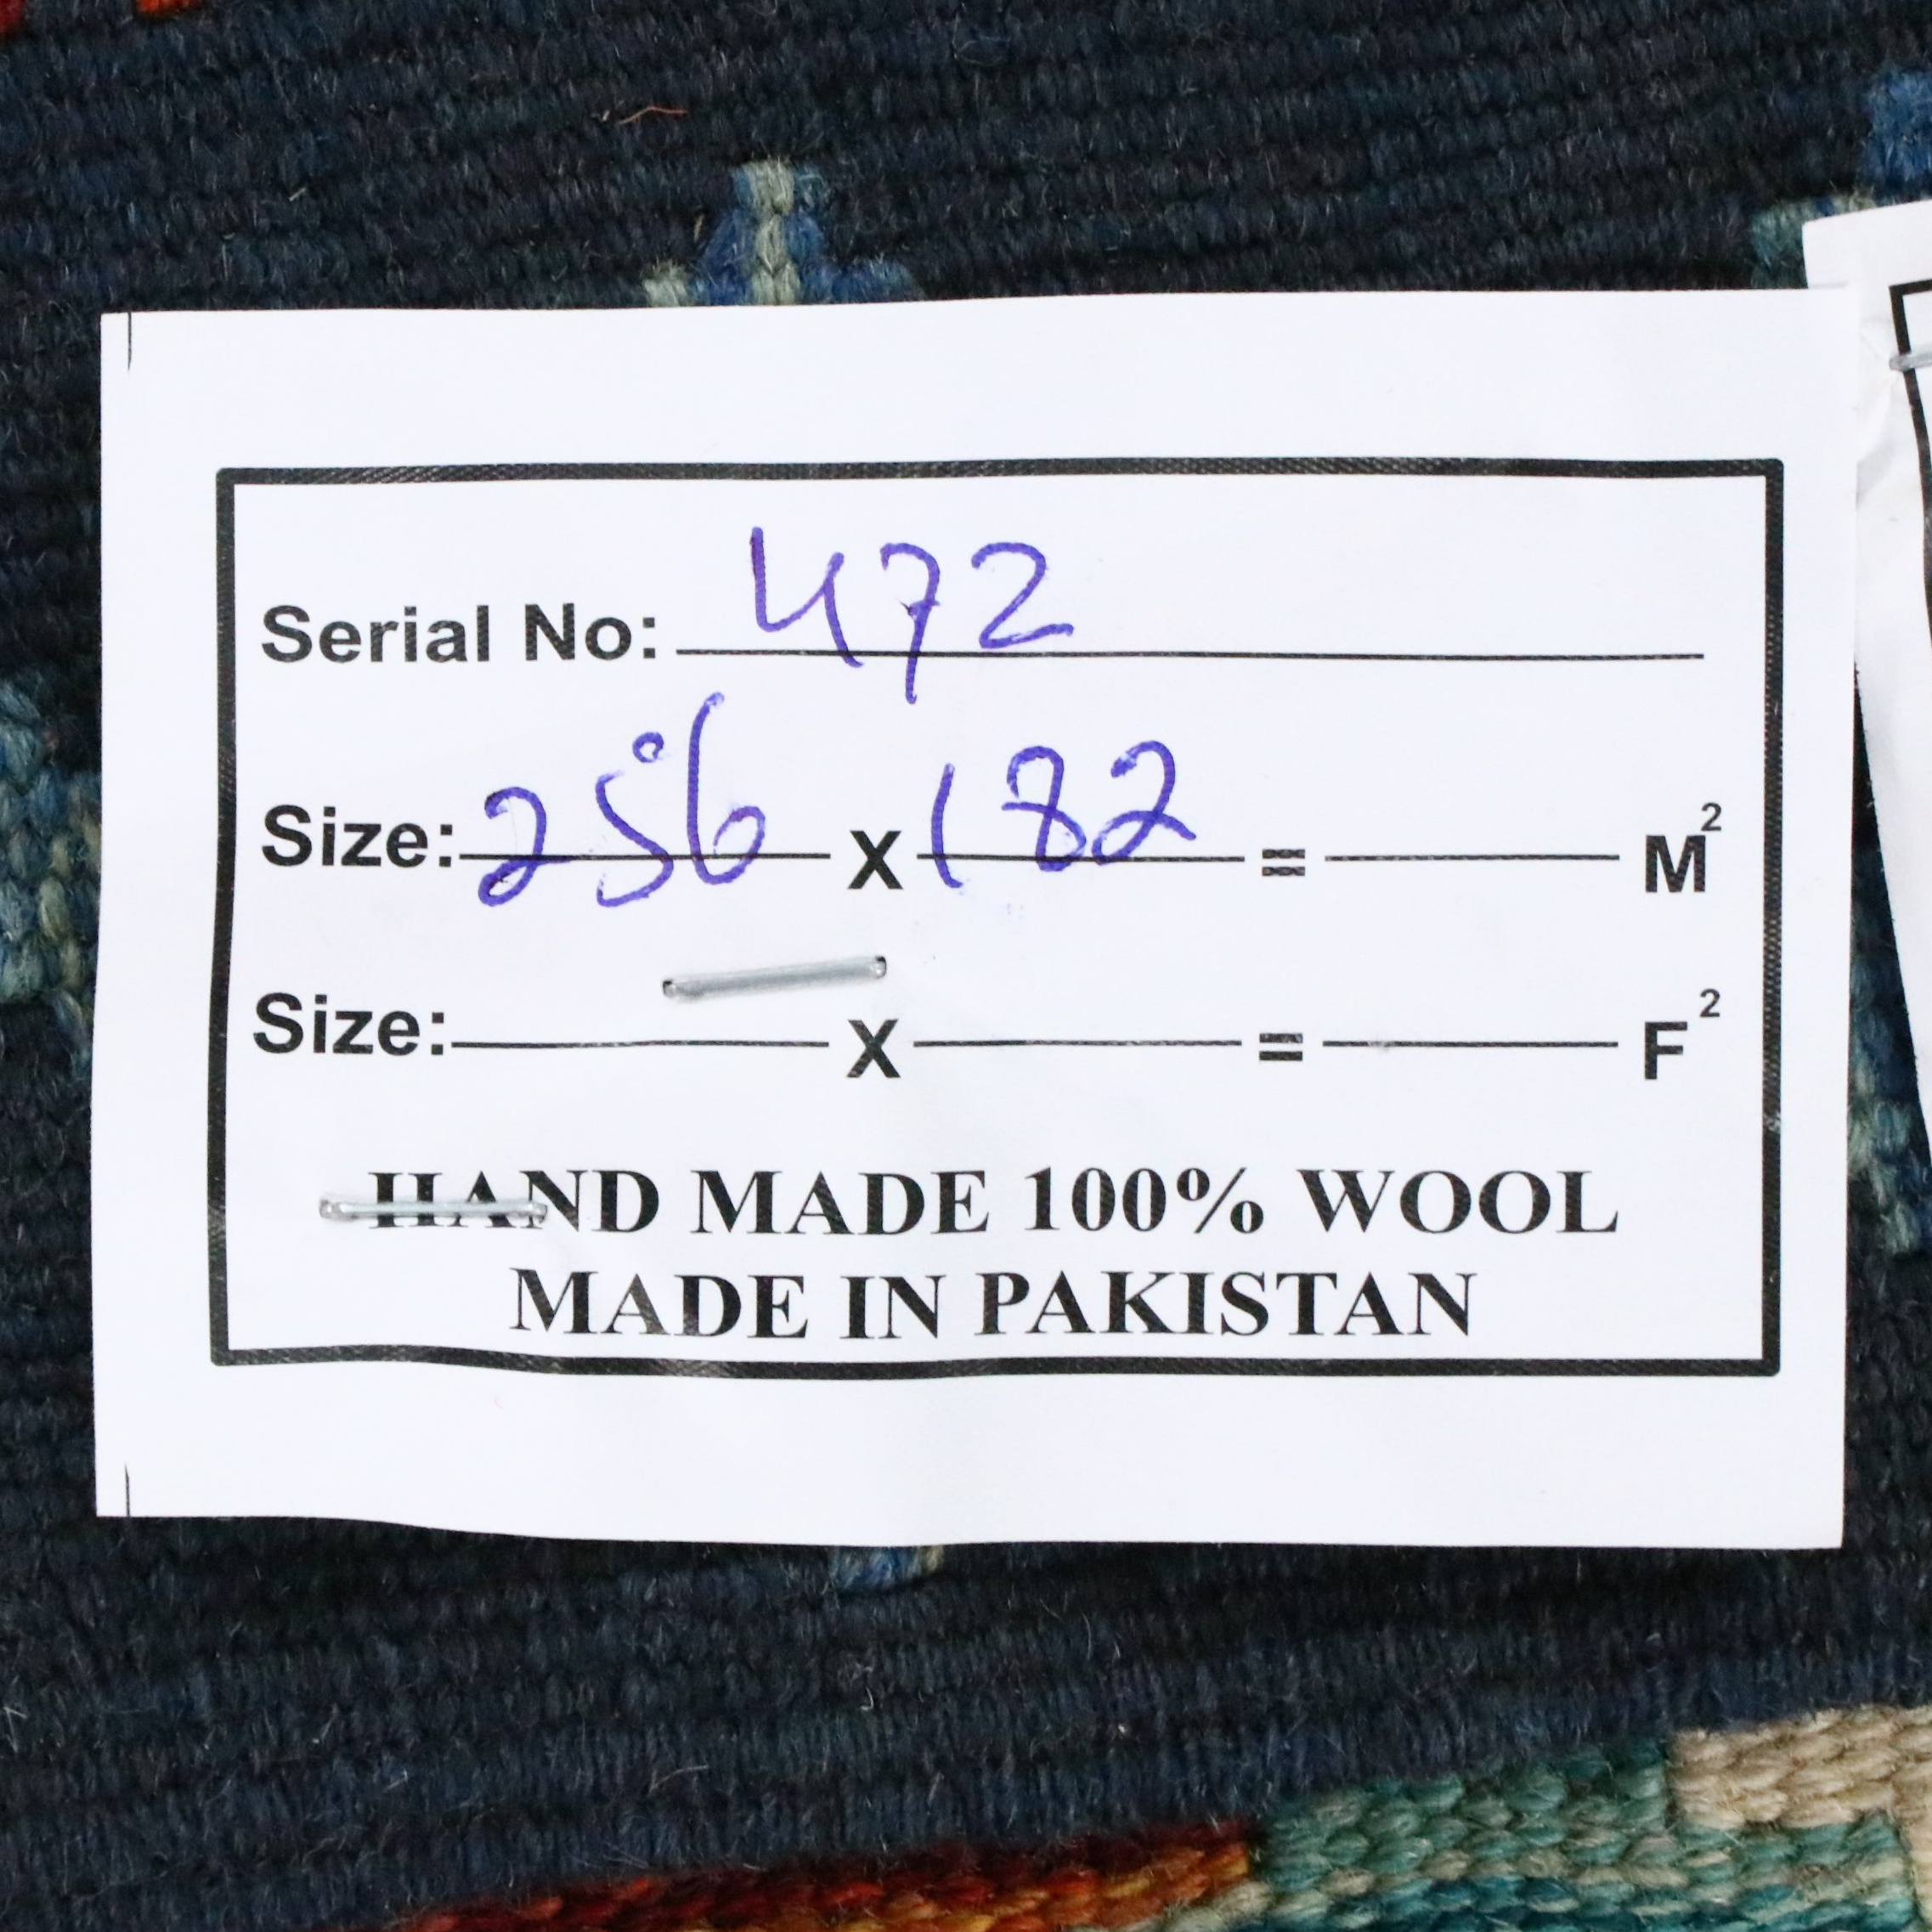 Serial No: 472
Size: 256 X 182 = M²
Size: X = F²
HAND MADE 100% WOOL
MADE IN PAKISTAN